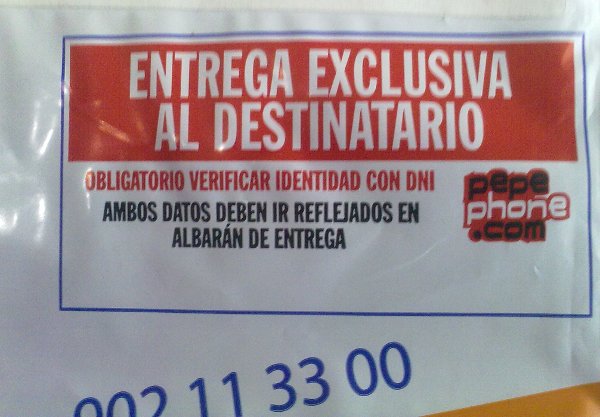 ENTREGA EXCLUSIVA
AL DESTINATARIO
OBLIGATORIO VERIFICAR IDENTIDAD CON DNI
AMBOS DATOS DEBEN IR REFLEJADOS EN
ALBARÁN DE ENTREGA
pepe
phone
.com
902 11 33 00